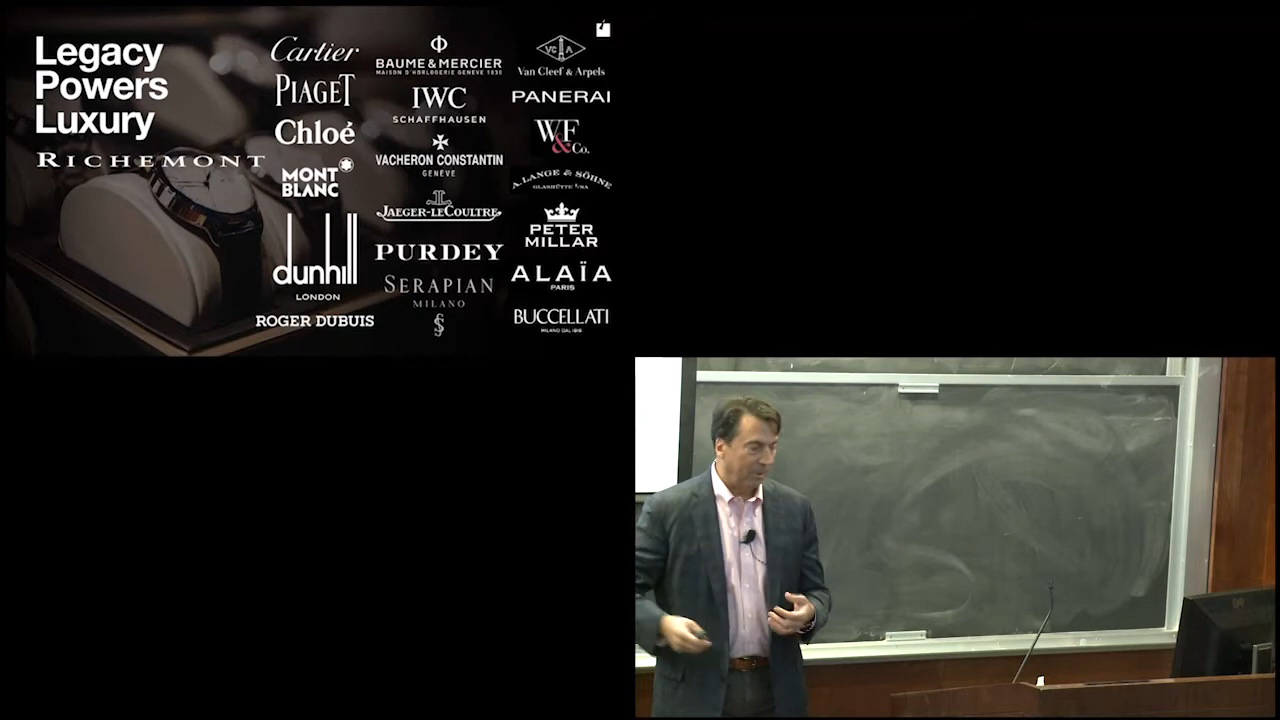 Legacy
Powers
Luxury
RICHEMONT
Cartier
PIAGET
Chloé
MONT
BLANC
dunhill
LONDON
ROGER DUBUIS
BAUME & MERCIER
MAISON D'HORLOGERIE GENEVE 1830
IWC
SCHAFFHAUSEN
VACHERON CONSTANTIN
GENÈVE
JAEGER-LECOULTRE
PURDEY
SERAPIAN
MILANO
VC A
Van Cleef & Arpels
PANERAI
W&F
&Co.
A. LANGE & SÖHNE
GLASHÜTTE I/SA
PETER
MILLAR
ALAÏA
PARIS
BUCCELLATI
MILANO DAL 1919